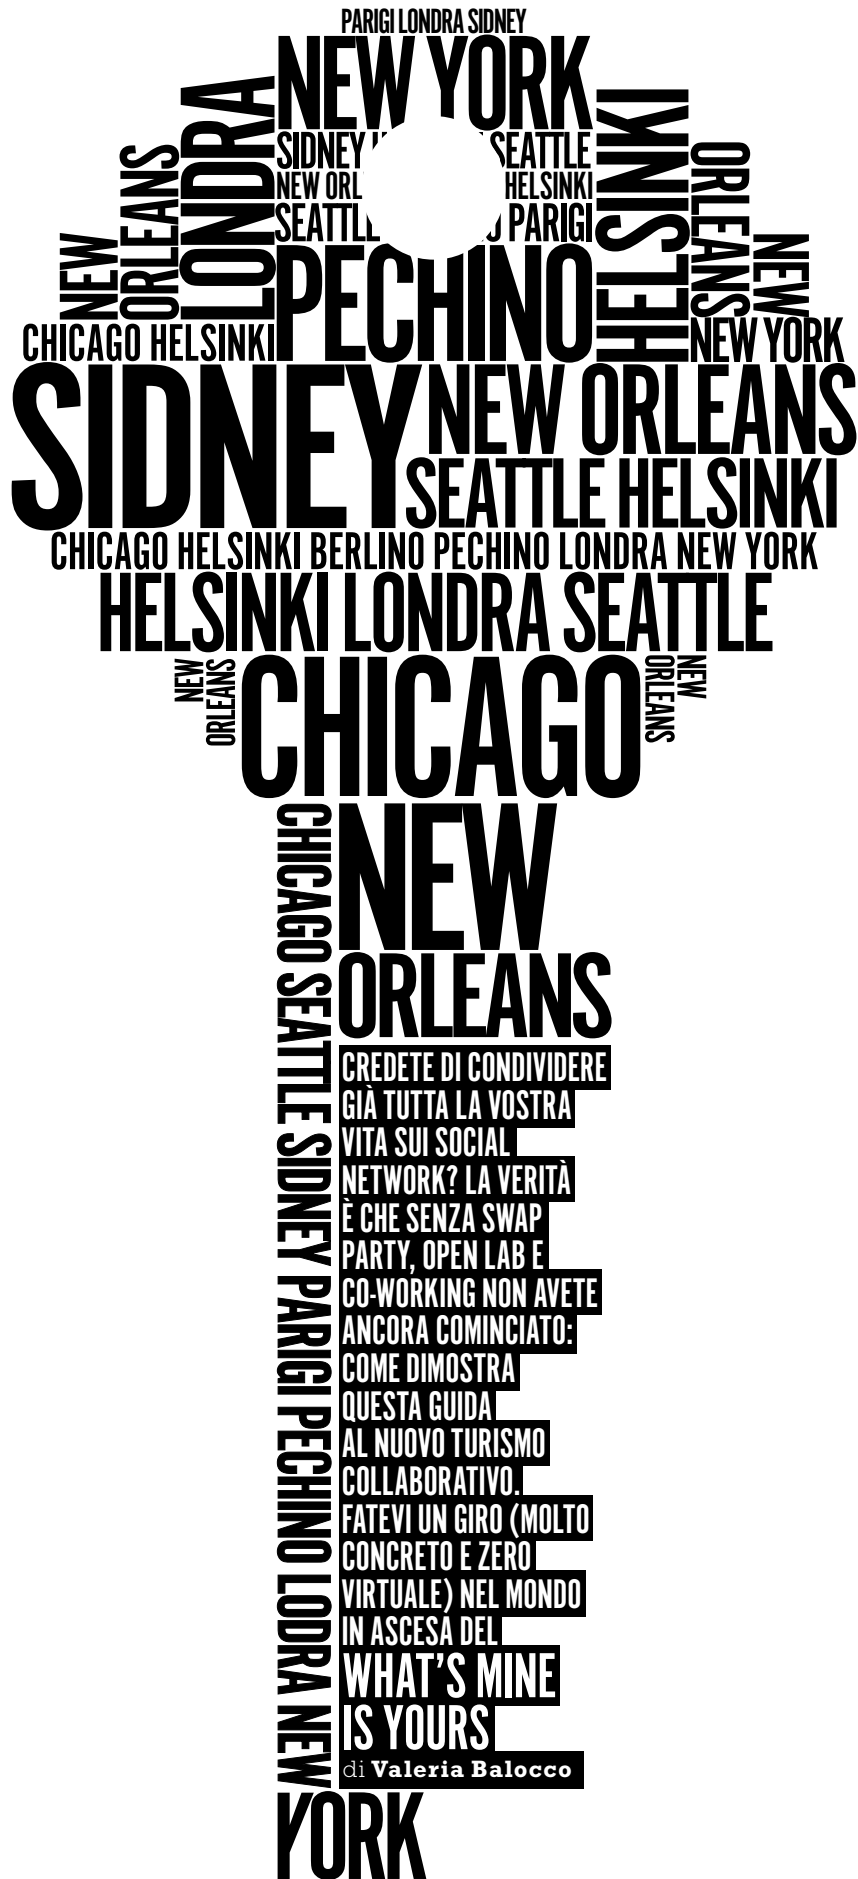 PARIGI LONDRA SIDNEY
NEW YORK
SIDNEY SEATTLE
NEW ORL HELSINKI
SEATTLE PARIGI
PECHINO
LONDRA
ORLEANS
NEW
HELSINKI
ORLEANS
NEW
CHICAGO HELSINKI
NEW YORK
SIDNEY
NEW ORLEANS
SEATTLE HELSINKI
CHICAGO HELSINKI BERLINO PECHINO LONDRA NEW YORK
HELSINKI LONDRA SEATTLE
NEW
ORLEANS
CHICAGO
NEW
ORLEANS
NEW
ORLEANS
CHICAGO SEATTLE SIDNEY PARIGI PECHINO LODRA NEW
YORK
CREDETE DI CONDIVIDERE
GIÀ TUTTA LA VOSTRA
VITA SUI SOCIAL
NETWORK? LA VERITÀ
È CHE SENZA SWAP
PARTY, OPEN LAB E
CO-WORKING NON AVETE
ANCORA COMINCIATO:
COME DIMOSTRA
QUESTA GUIDA
AL NUOVO TURISMO
COLLABORATIVO.
FATEVI UN GIRO (MOLTO
CONCRETO E ZERO
VIRTUALE) NEL MONDO
IN ASCESA DEL
WHAT'S MINE
IS YOURS
di Valeria Balocco